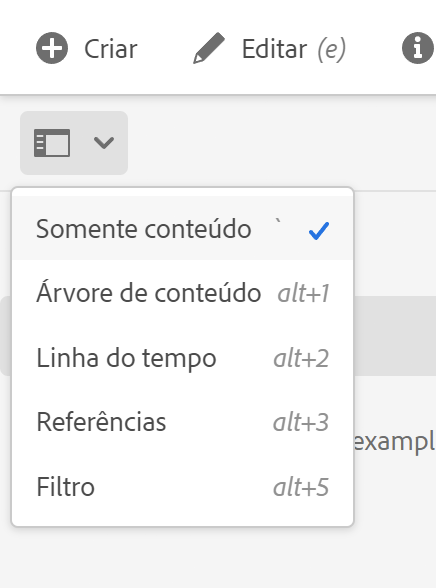 Criar Editar (e)
Somente conteúdo `
Árvore de conteúdo alt+1
Linha do tempo alt+2
Referências alt+3
exampl
Filtro alt+5